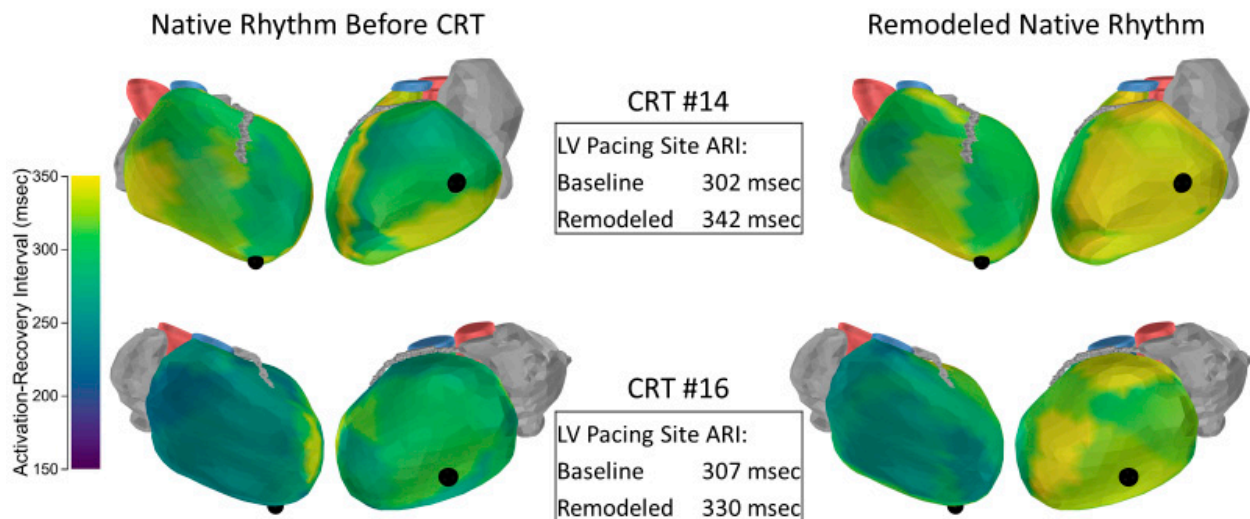 Native Rhythm Before CRT
Remodeled Native Rhythm
CRT #14
LV Pacing Site ARI:
Baseline 302 msec
Remodeled 342 msec
Activation-Recovery Interval (msec)
350
300
250
200
150
CRT #16
LV Pacing Site ARI:
Baseline 307 msec
Remodeled 330 msec